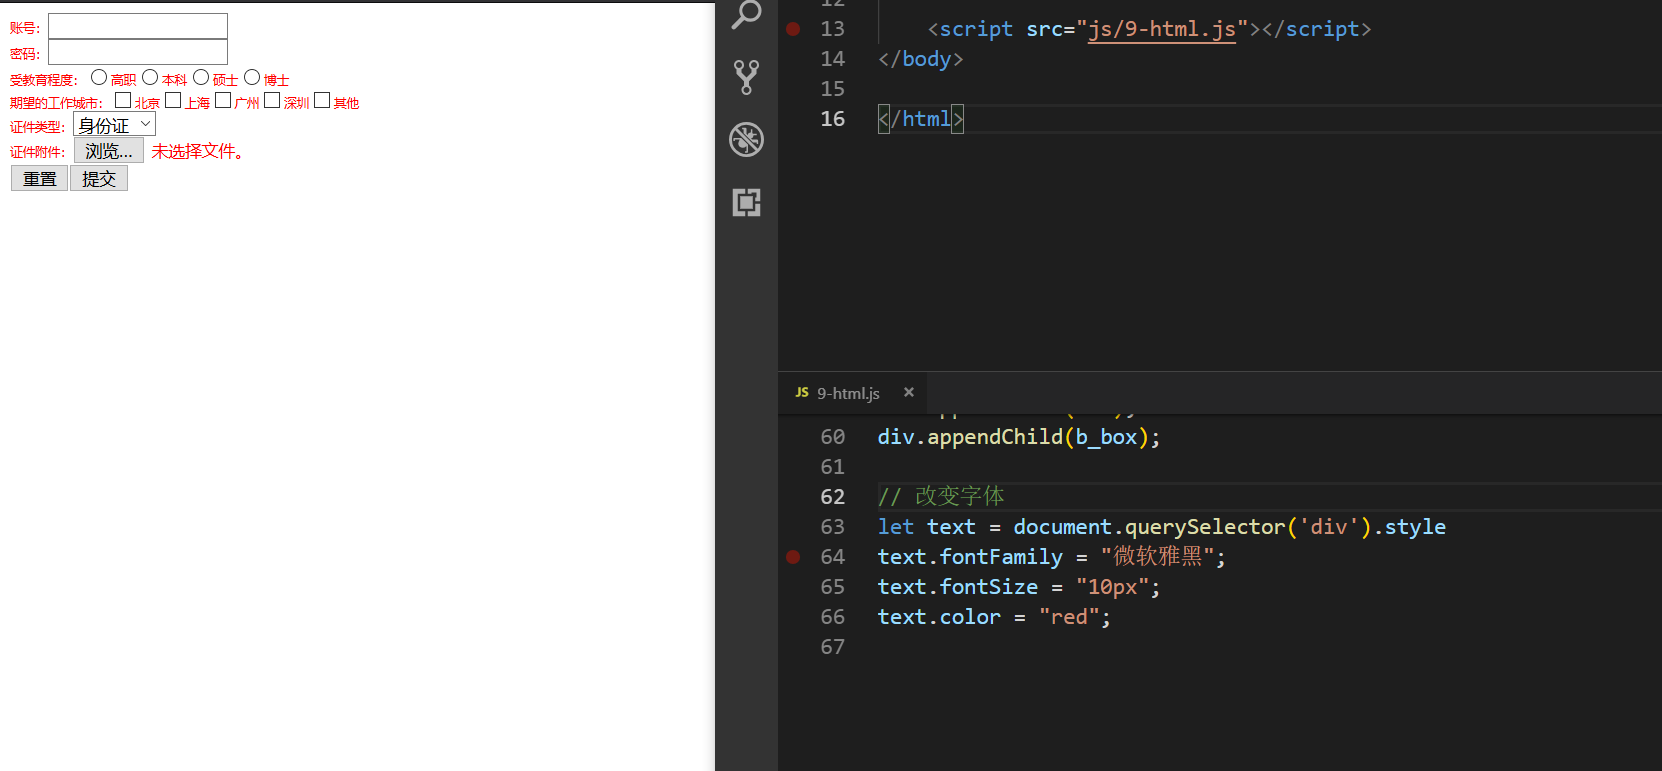 账号：
密码：
受教育程度： 高职 本科 硕士 博士
期望的工作城市： 北京 上海 广州 深圳 其他
证件类型： 身份证
证件附件： 浏览... 未选择文件。
重置 提交
12
13 <script src="js/9-html.js"></script>
14 </body>
15
16 </html>
JS 9-html.js ×
60 div.appendChild(b_box);
61
62 // 改变字体
63 let text = document.querySelector('div').style
64 text.fontFamily = "微软雅黑";
65 text.fontSize = "10px";
66 text.color = "red";
67